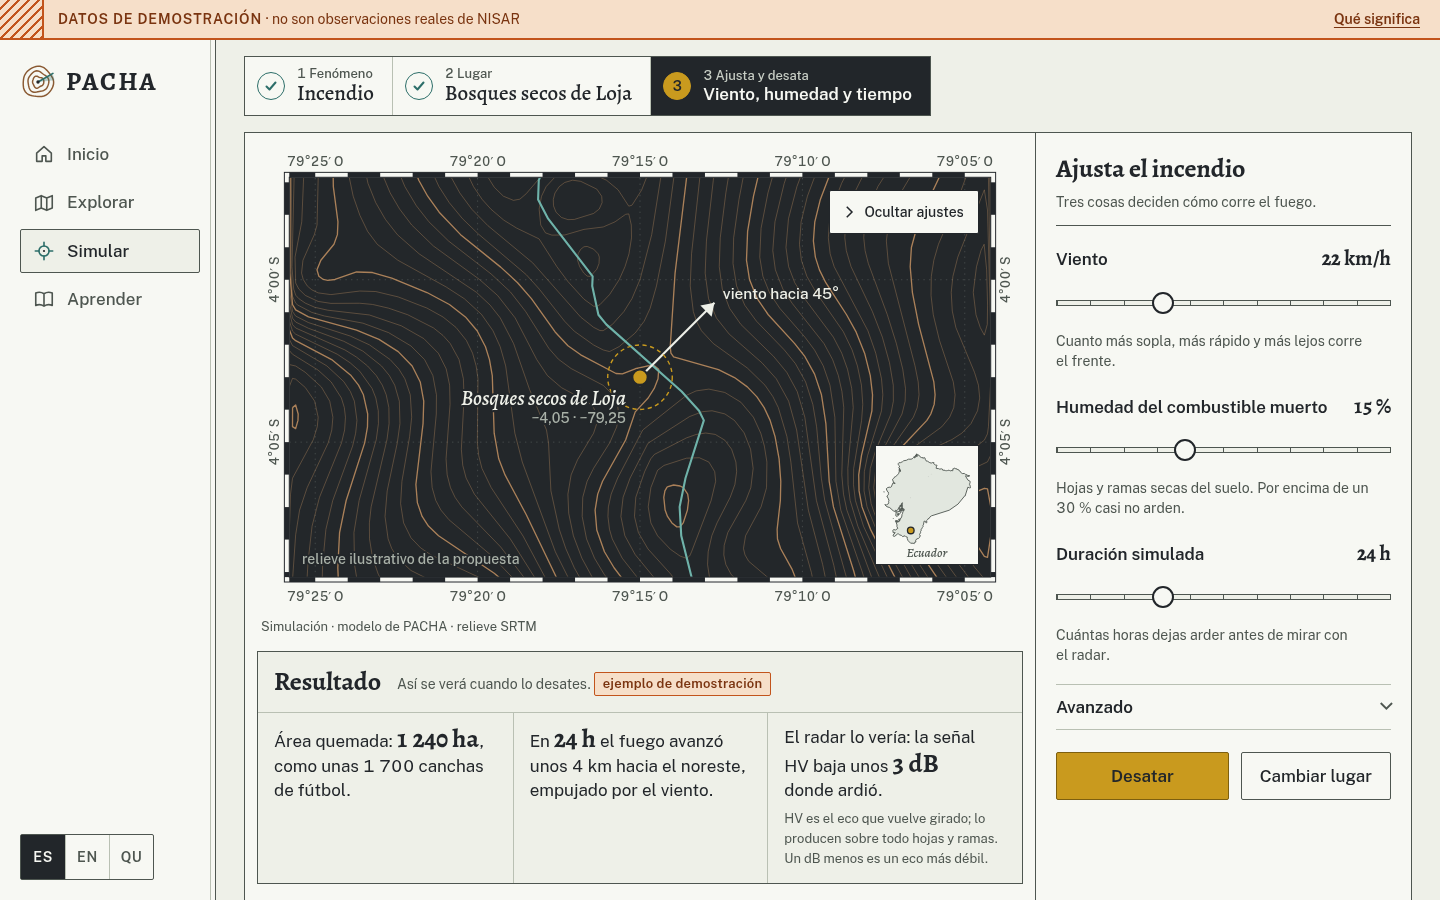 DATOS DE DEMOSTRACIÓN · no son observaciones reales de NISAR
Qué significa
PACHA
Inicio
Explorar
Simular
Aprender
ES
EN
QU
1 Fenómeno
Incendio
2 Lugar
Bosques secos de Loja
3
3 Ajusta y desata
Viento, humedad y tiempo
79°25′ O
79°20′ O
79°15′ O
79°10′ O
79°05′ O
4°00′ S
4°05′ S
4°00′ S
4°05′ S
Ocultar ajustes
viento hacia 45°
Bosques secos de Loja
−4,05 · −79,25
Ecuador
relieve ilustrativo de la propuesta
79°25′ O
79°20′ O
79°15′ O
79°10′ O
79°05′ O
Simulación · modelo de PACHA · relieve SRTM
Resultado
Así se verá cuando lo desates.
ejemplo de demostración
Área quemada: 1 240 ha,
como unas 1 700 canchas
de fútbol.
En 24 h el fuego avanzó
unos 4 km hacia el noreste,
empujado por el viento.
El radar lo vería: la señal
HV baja unos 3 dB
donde ardió.
HV es el eco que vuelve girado; lo
producen sobre todo hojas y ramas.
Un dB menos es un eco más débil.
Ajusta el incendio
Tres cosas deciden cómo corre el fuego.
Viento
22 km/h
Cuanto más sopla, más rápido y más lejos corre
el frente.
Humedad del combustible muerto
15 %
Hojas y ramas secas del suelo. Por encima de un
30 % casi no arden.
Duración simulada
24 h
Cuántas horas dejas arder antes de mirar con
el radar.
Avanzado
Desatar
Cambiar lugar